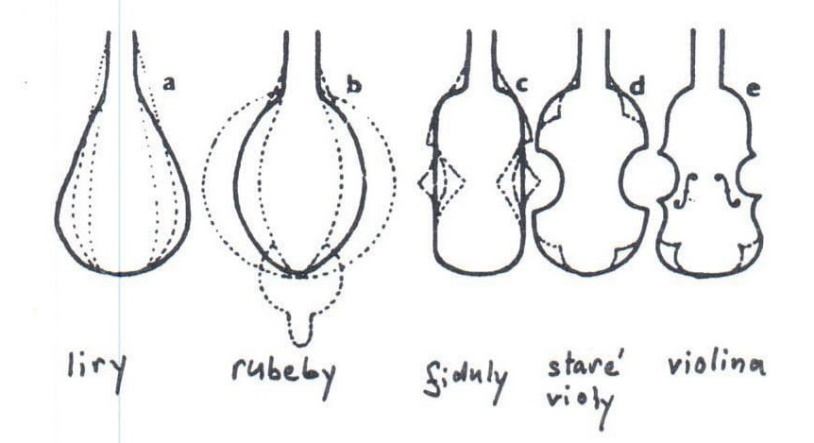 a
b
c
d
e
liry
rubeby
fiduly
staré
violy
violina